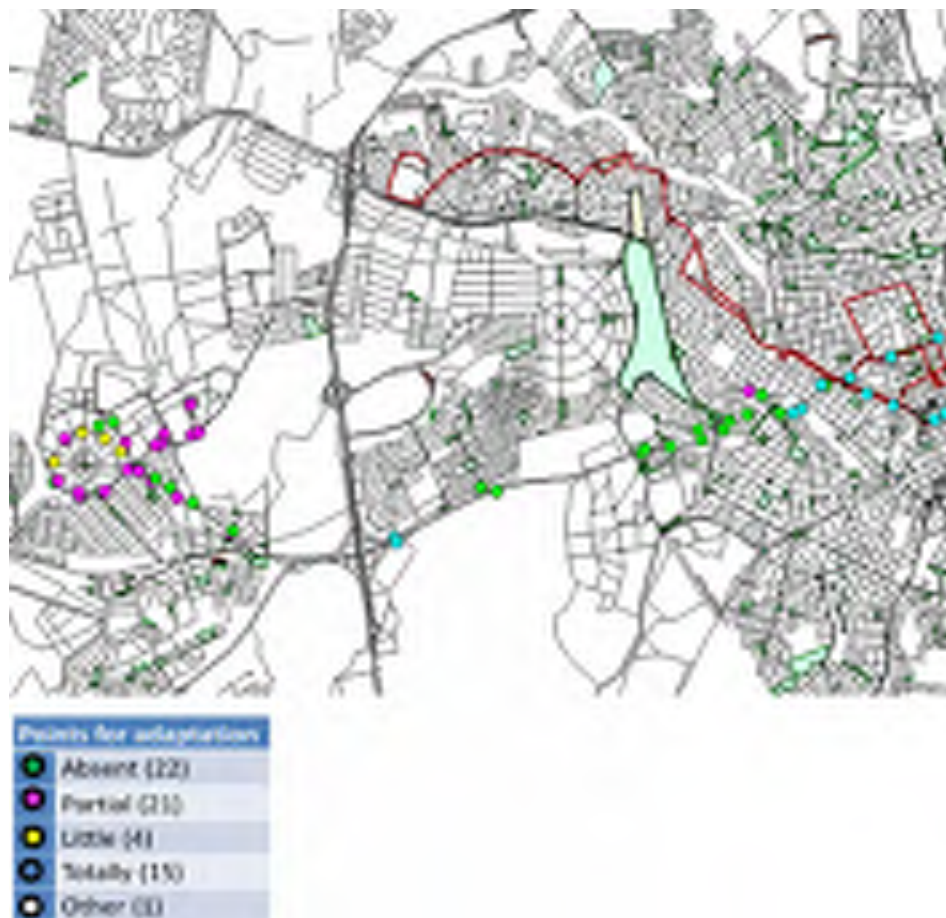 Points for adaptation
Absent (22)
Partial (21)
Little (4)
Totally (15)
Other (1)